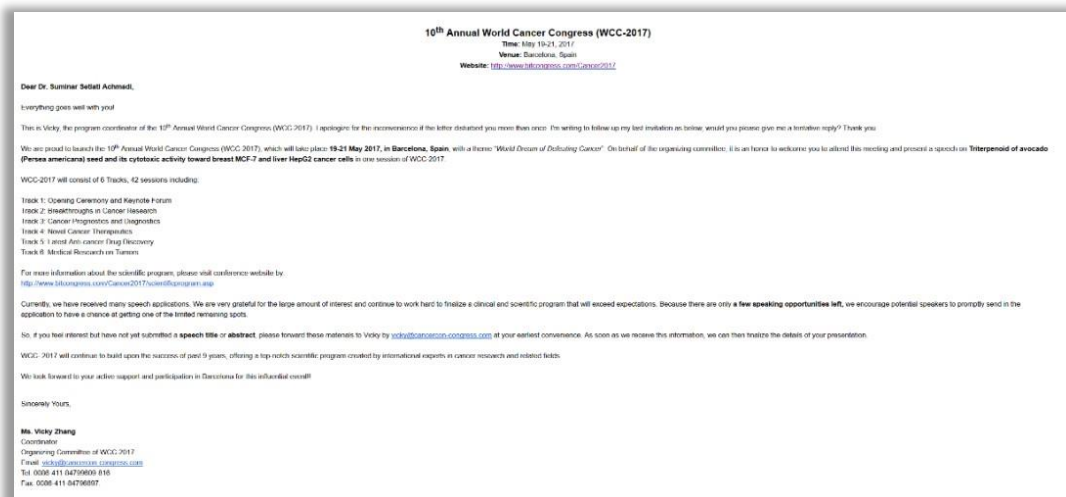 10th Annual World Cancer Congress (WCC-2017)
Time: May 19-21, 2017
Venue: Barcelona, Spain
Website: http://www.bitcongress.com/Cancer2017
Dear Dr. Suminar Setiati Achmadi,
Everything goes well with you!
This is Vicky, the program coordinator of the 10th Annual World Cancer Congress (WCC-2017). I apologize for the inconvenience if the letter disturbed you more than once. I'm writing to follow up my last invitation as below, would you please give me a tentative reply? Thank you.
We are proud to launch the 10th Annual World Cancer Congress (WCC-2017), which will take place 19-21 May 2017, in Barcelona, Spain, with a theme "World Dream of Defeating Cancer". On behalf of the organizing committee, it is an honor to welcome you to attend this meeting and present a speech on Triterpenoid of avocado
(Persea americana) seed and its cytotoxic activity toward breast MCF-7 and liver HepG2 cancer cells in one session of WCC-2017.
WCC-2017 will consist of 6 Tracks, 42 sessions including:
Track 1: Opening Ceremony and Keynote Forum
Track 2: Breakthroughs in Cancer Research
Track 3: Cancer Prognostics and Diagnostics
Track 4: Novel Cancer Therapeutics
Track 5: Latest Anti-cancer Drug Discovery
Track 6: Medical Research on Tumors
For more information about the scientific program, please visit conference website by
http://www.bitcongress.com/Cancer2017/scientificprogram.asp
Currently, we have received many speech applications. We are very grateful for the large amount of interest and continue to work hard to finalize a clinical and scientific program that will exceed expectations. Because there are only a few speaking opportunities left, we encourage potential speakers to promptly send in the
application to have a chance at getting one of the limited remaining spots.
So, if you feel interest but have not yet submitted a speech title or abstract, please forward these materials to Vicky by vicky@cancercon-congress.com at your earliest convenience. As soon as we receive this information, we can then finalize the details of your presentation.
WCC- 2017 will continue to build upon the success of past 9 years, offering a top-notch scientific program created by international experts in cancer research and related fields.
We look forward to your active support and participation in Barcelona for this influential event!!
Sincerely Yours,
Ms. Vicky Zhang
Coordinator
Organizing Committee of WCC-2017
Email: vicky@cancercon-congress.com
Tel: 0086-411-84799609-816
Fax: 0086-411-84796897